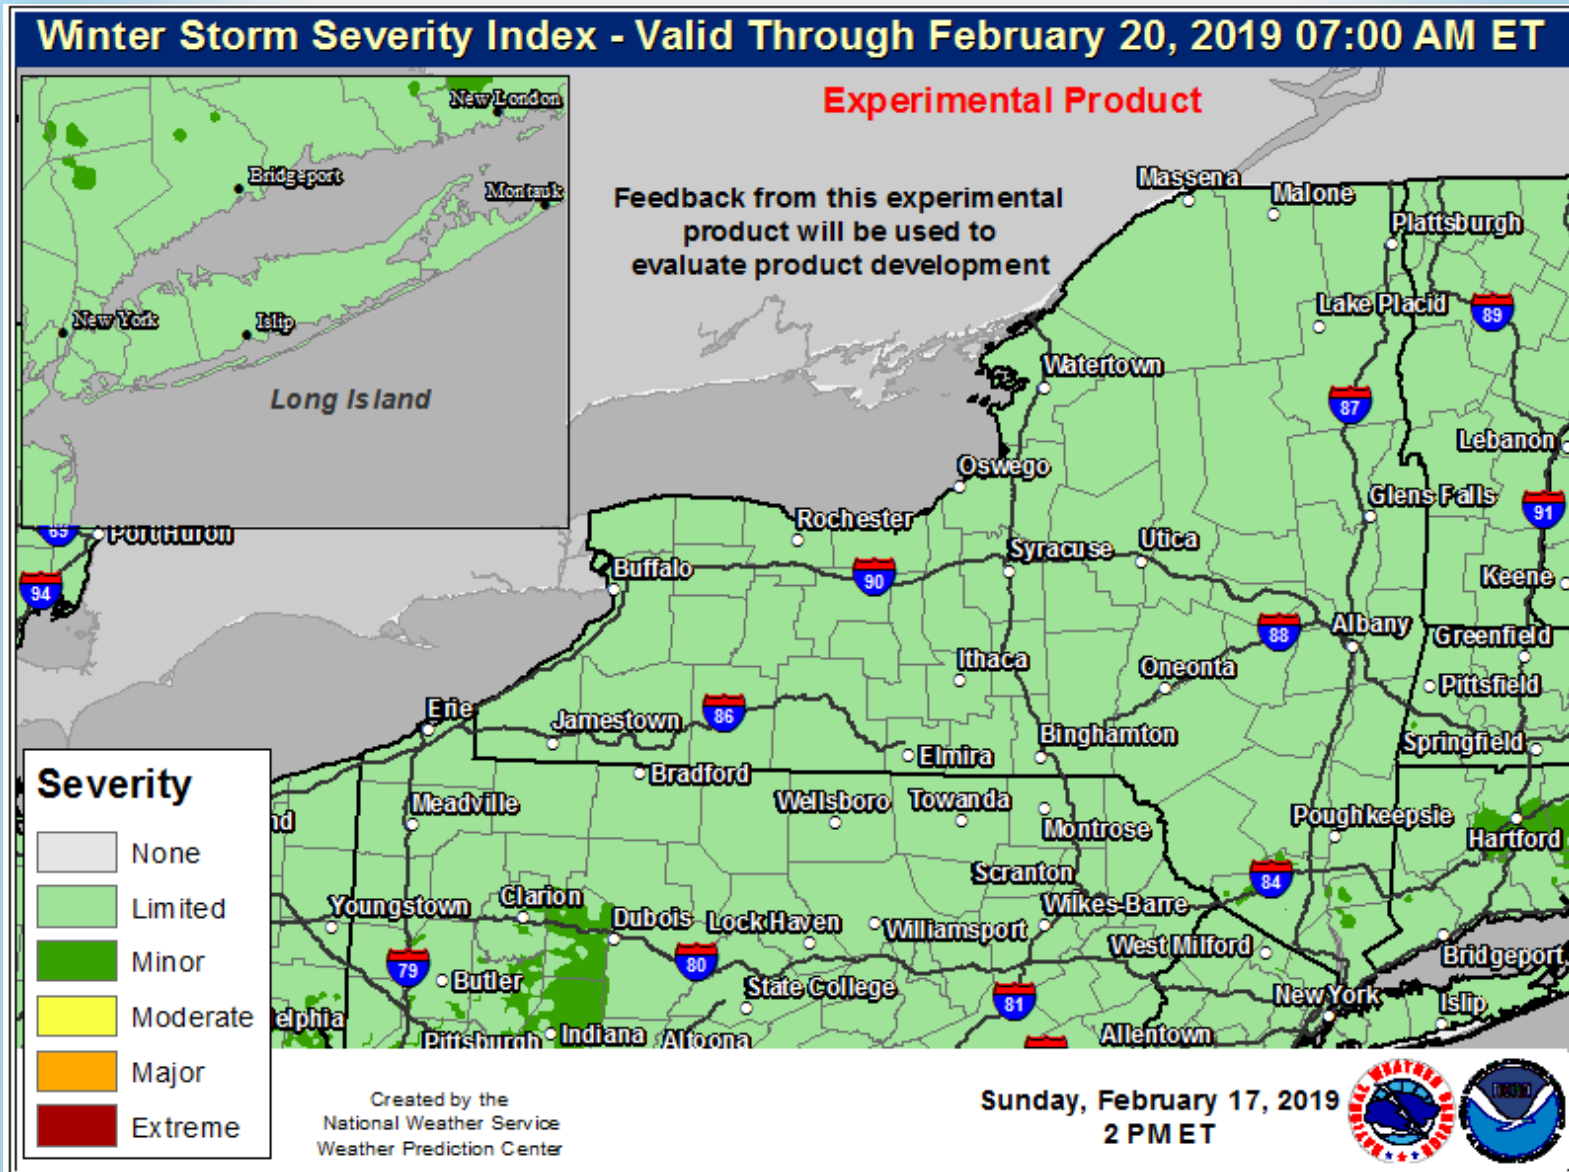 Winter Storm Severity Index - Valid Through February 20, 2019 07:00 AM ET
Experimental Product
Feedback from this experimental
product will be used to
evaluate product development
New London
Bridgeport
Montauk
New York
Islip
Long Island
Massena
Malone
Plattsburgh
Lake Placid
89
Watertown
87
Lebanon
Oswego
Glens Falls
91
Rochester
Port Huron
69
94
Buffalo
90
Syracuse
Utica
Keene
88
Albany
Greenfield
Ithaca
Oneonta
Pittsfield
Erie
Jamestown
86
Elmira
Binghamton
Springfield
Bradford
Meadville
Wellsboro
Towanda
Montrose
Poughkeepsie
Hartford
Scranton
84
Youngstown
Clarion
Dubois
Lock Haven
Williamsport
Wilkes-Barre
West Milford
79
Butler
80
State College
81
New York
Bridgeport
Islip
Pittsburgh
Indiana
Altoona
Allentown
Severity
None
Limited
Minor
Moderate
Major
Extreme
Created by the
National Weather Service
Weather Prediction Center
Sunday, February 17, 2019
2 PM ET
NATIONAL WEATHER SERVICE